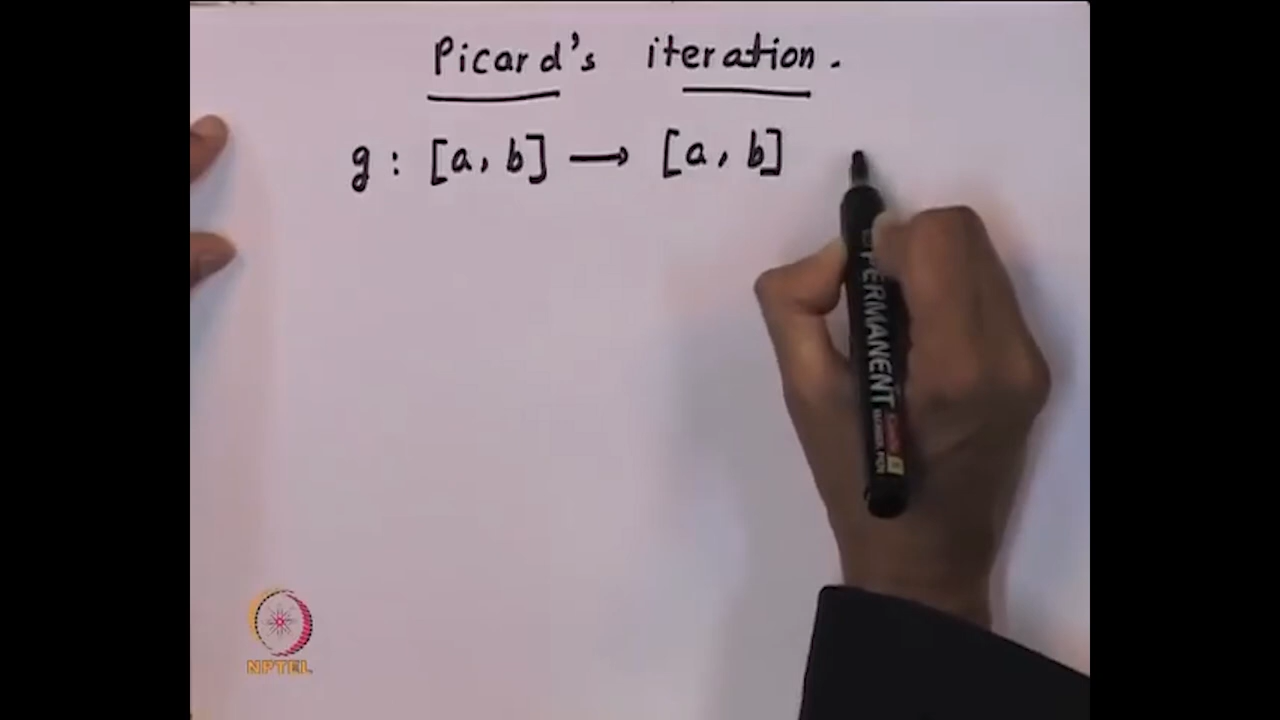 Picard's iteration.
g : [a, b] → [a, b]
PERMANENT
NPTEL